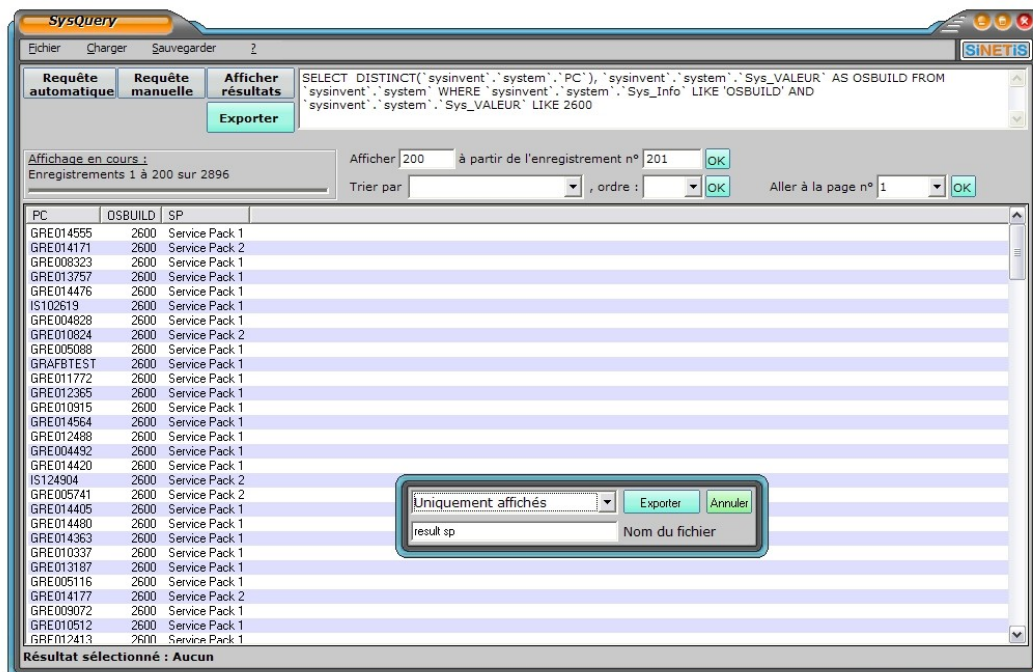 SysQuery
Fichier Charger Sauvegarder ?
SiNETiS
Requête automatique
Requête manuelle
Afficher résultats
Exporter
SELECT DISTINCT(`sysinvent`.`system`.`PC`), `sysinvent`.`system`.`Sys_VALEUR` AS OSBUILD FROM
`sysinvent`.`system` WHERE `sysinvent`.`system`.`Sys_Info` LIKE 'OSBUILD' AND
`sysinvent`.`system`.`Sys_VALEUR` LIKE 2600
Affichage en cours :
Enregistrements 1 à 200 sur 2896
Afficher 200 à partir de l'enregistrement n° 201 OK
Trier par , ordre : OK Aller à la page n° 1 OK
PC OSBUILD SP
GRE014555 2600 Service Pack 1
GRE014171 2600 Service Pack 2
GRE008323 2600 Service Pack 1
GRE013757 2600 Service Pack 1
GRE014476 2600 Service Pack 1
IS102619 2600 Service Pack 1
GRE004828 2600 Service Pack 1
GRE010824 2600 Service Pack 2
GRE005088 2600 Service Pack 1
GRAFBTEST 2600 Service Pack 1
GRE011772 2600 Service Pack 1
GRE012365 2600 Service Pack 1
GRE010915 2600 Service Pack 1
GRE014564 2600 Service Pack 1
GRE012488 2600 Service Pack 1
GRE004492 2600 Service Pack 1
GRE014420 2600 Service Pack 1
IS124904 2600 Service Pack 2
GRE005741 2600 Service Pack 2
GRE014405 2600 Service Pack 1
GRE014480 2600 Service Pack 1
GRE014363 2600 Service Pack 1
GRE010337 2600 Service Pack 1
GRE013187 2600 Service Pack 1
GRE005116 2600 Service Pack 1
GRE014177 2600 Service Pack 2
GRE009072 2600 Service Pack 1
GRE010512 2600 Service Pack 1
GRE012413 2600 Service Pack 1
Uniquement affichés Exporter Annuler
result sp Nom du fichier
Résultat sélectionné : Aucun